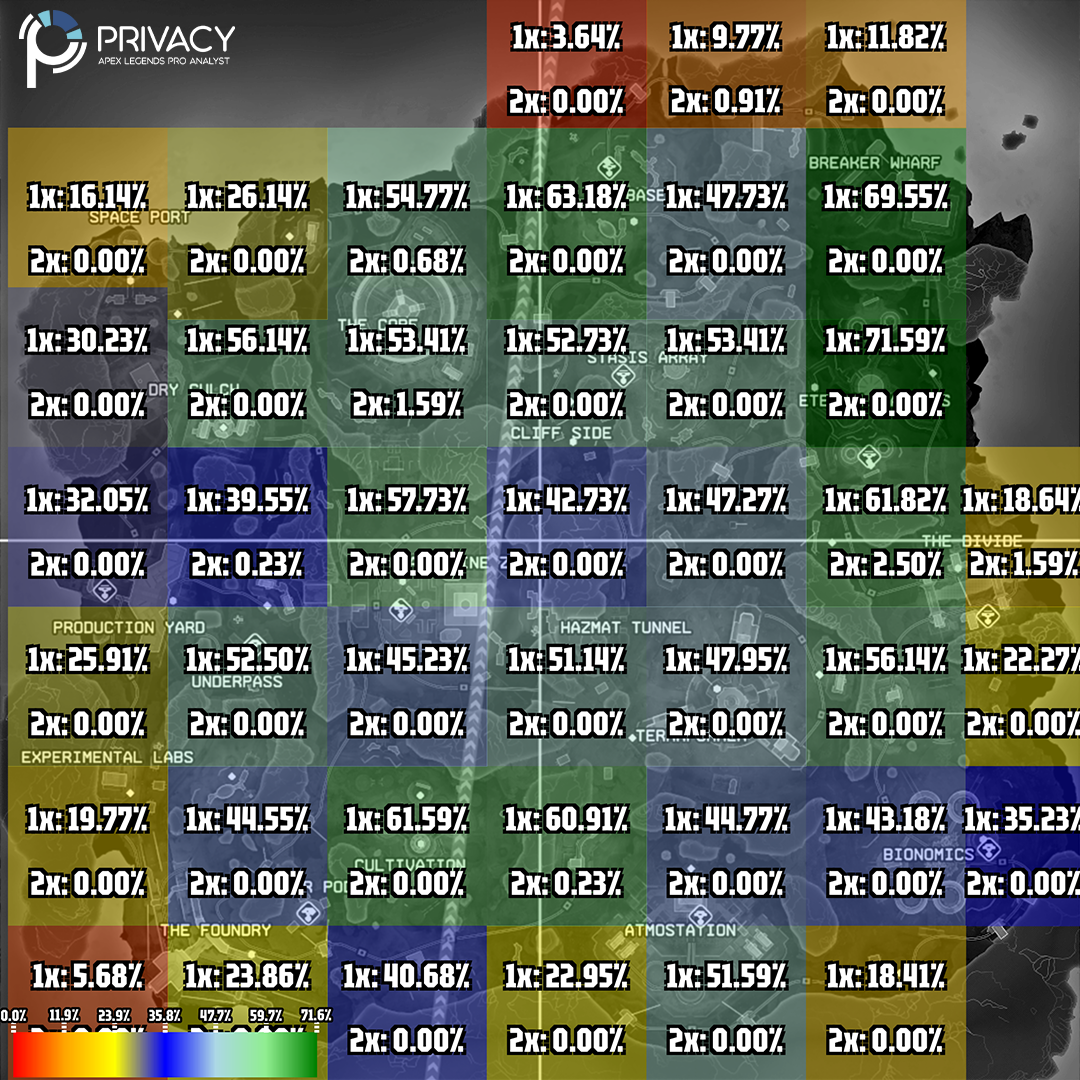 PRIVACY
APEX LEGENDS PRO ANALYST
1x: 3.64% 1x: 9.77% 1x: 11.82%
2x: 0.00% 2x: 0.91% 2x: 0.00%
BREAKER WHARF
1x: 16.14% 1x: 26.14% 1x: 54.77% 1x: 63.18% BASE 1x: 47.73% 1x: 69.55%
SPACE PORT
2x: 0.00% 2x: 0.00% 2x: 0.68% 2x: 0.00% 2x: 0.00% 2x: 0.00%
THE CORE
1x: 30.23% 1x: 56.14% 1x: 53.41% 1x: 52.73% 1x: 53.41% 1x: 71.59%
STASIS ARRAY
DRY GULCH
2x: 0.00% 2x: 0.00% 2x: 1.59% 2x: 0.00% 2x: 0.00% 2x: 0.00%
CLIFF SIDE
1x: 32.05% 1x: 39.55% 1x: 57.73% 1x: 42.73% 1x: 47.27% 1x: 61.82% 1x: 18.64%
THE DIVIDE
2x: 0.00% 2x: 0.23% 2x: 0.00% 2x: 0.00% 2x: 0.00% 2x: 2.50% 2x: 1.59%
PRODUCTION YARD HAZMAT TUNNEL
1x: 25.91% 1x: 52.50% 1x: 45.23% 1x: 51.14% 1x: 47.95% 1x: 56.14% 1x: 22.27%
UNDERPASS
2x: 0.00% 2x: 0.00% 2x: 0.00% 2x: 0.00% 2x: 0.00% 2x: 0.00% 2x: 0.00%
TERRAFORMER
EXPERIMENTAL LABS
1x: 19.77% 1x: 44.55% 1x: 61.59% 1x: 60.91% 1x: 44.77% 1x: 43.18% 1x: 35.23%
BIONOMICS
CULTIVATION
2x: 0.00% 2x: 0.00% 2x: 0.00% 2x: 0.23% 2x: 0.00% 2x: 0.00% 2x: 0.00%
THE FOUNDRY ATMOSTATION
1x: 5.68% 1x: 23.86% 1x: 40.68% 1x: 22.95% 1x: 51.59% 1x: 18.41%
0.0% 11.9% 23.9% 35.8% 47.7% 59.7% 71.6%
2x: 0.00% 2x: 0.00% 2x: 0.00% 2x: 0.00%